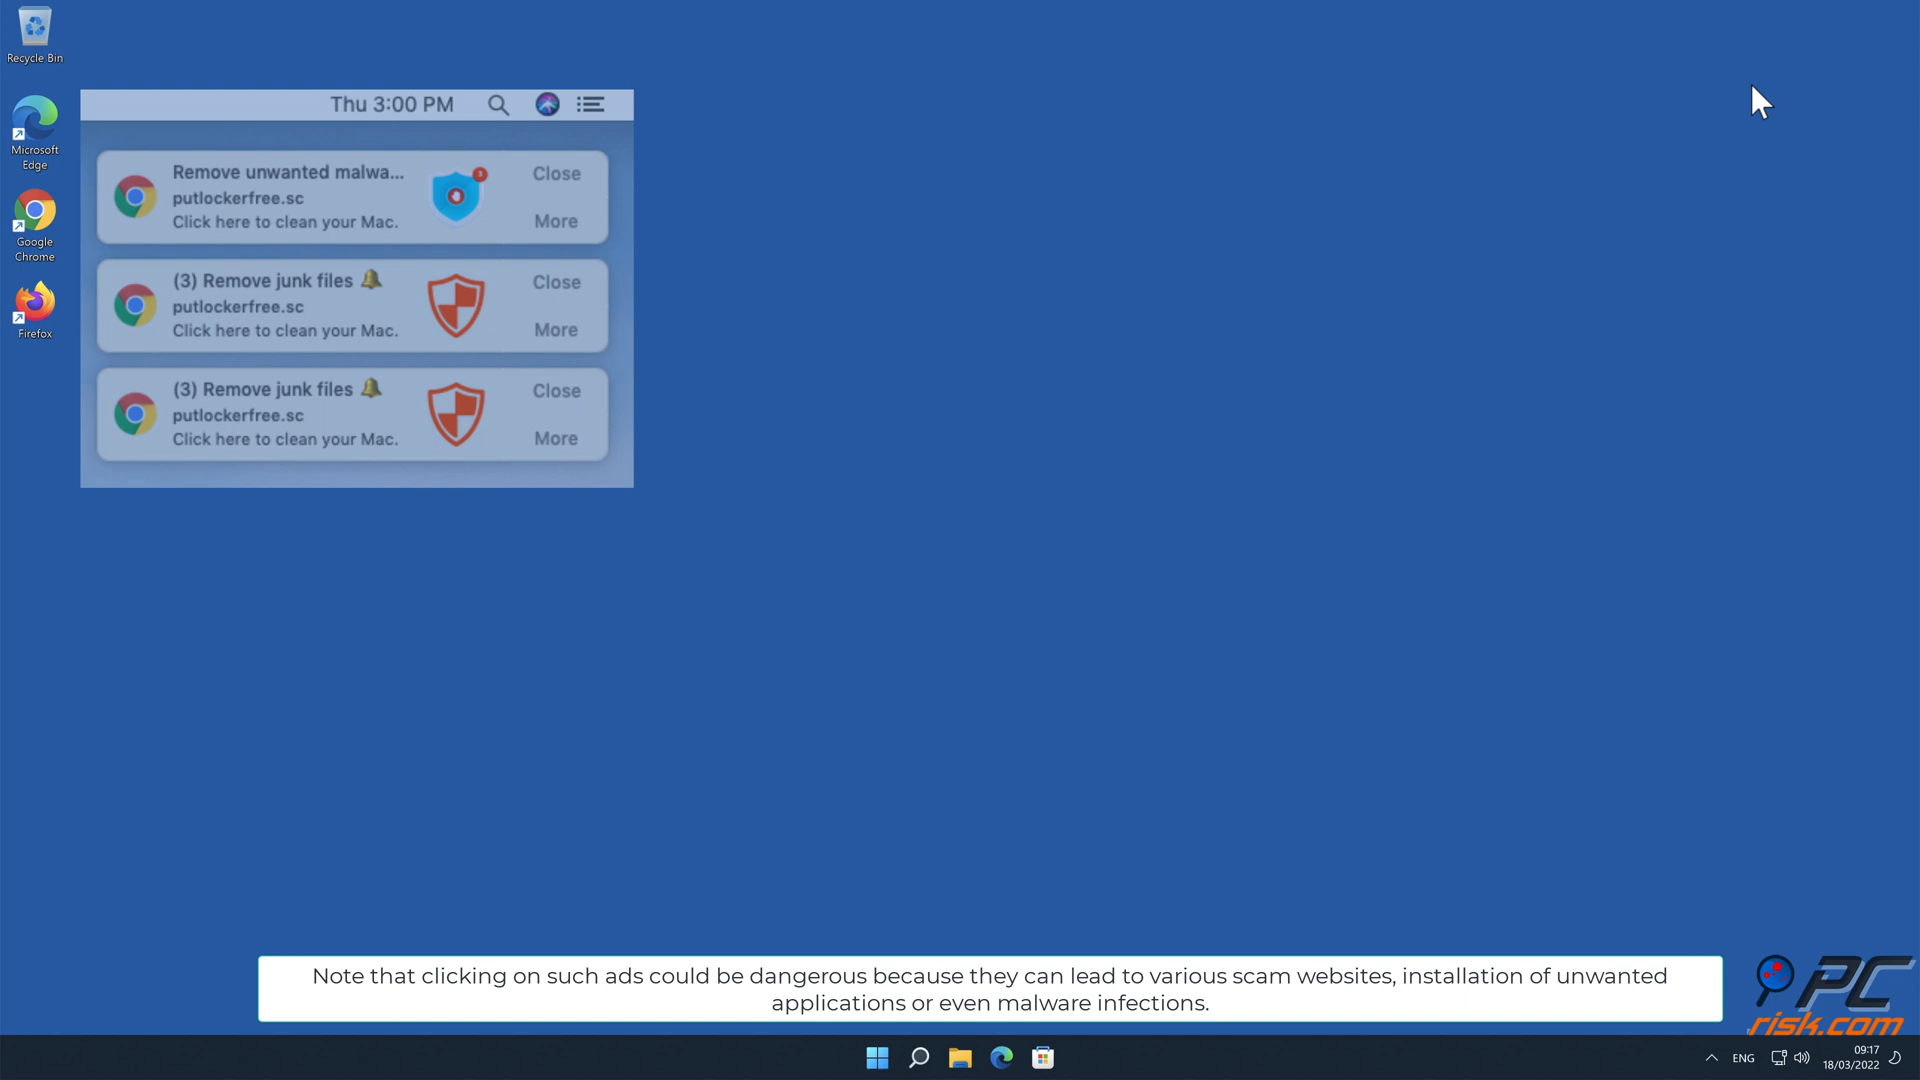 Recycle Bin
Microsoft
Edge
Google
Chrome
Firefox
Thu 3:00 PM
Remove unwanted malwa...
putlockerfree.sc
Click here to clean your Mac.
Close
More
3
(3) Remove junk files 🔔
putlockerfree.sc
Click here to clean your Mac.
Close
More
(3) Remove junk files 🔔
putlockerfree.sc
Click here to clean your Mac.
Close
More
Note that clicking on such ads could be dangerous because they can lead to various scam websites, installation of unwanted
applications or even malware infections.
PC
risk.com
ENG
09:17
18/03/2022